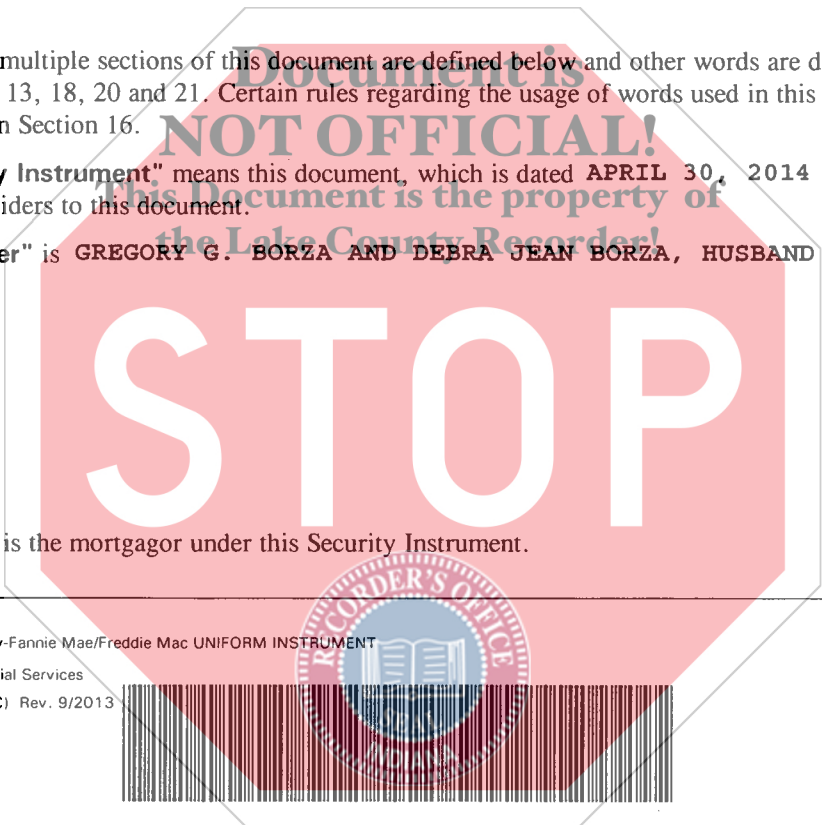 multiple sections of this document are defined below and other words are d
13, 18, 20 and 21. Certain rules regarding the usage of words used in this
n Section 16.
Document is
NOT OFFICIAL!
This Document is the property of
the Lake County Recorder!
y Instrument" means this document, which is dated APRIL 30, 2014
iders to this document.
er" is GREGORY G. BORZA AND DEBRA JEAN BORZA, HUSBAND
STOP
is the mortgagor under this Security Instrument.
y-Fannie Mae/Freddie Mac UNIFORM INSTRUMENT
ial Services
C) Rev. 9/2013
RECORDER'S OFFICE
SEAL
INDIANA